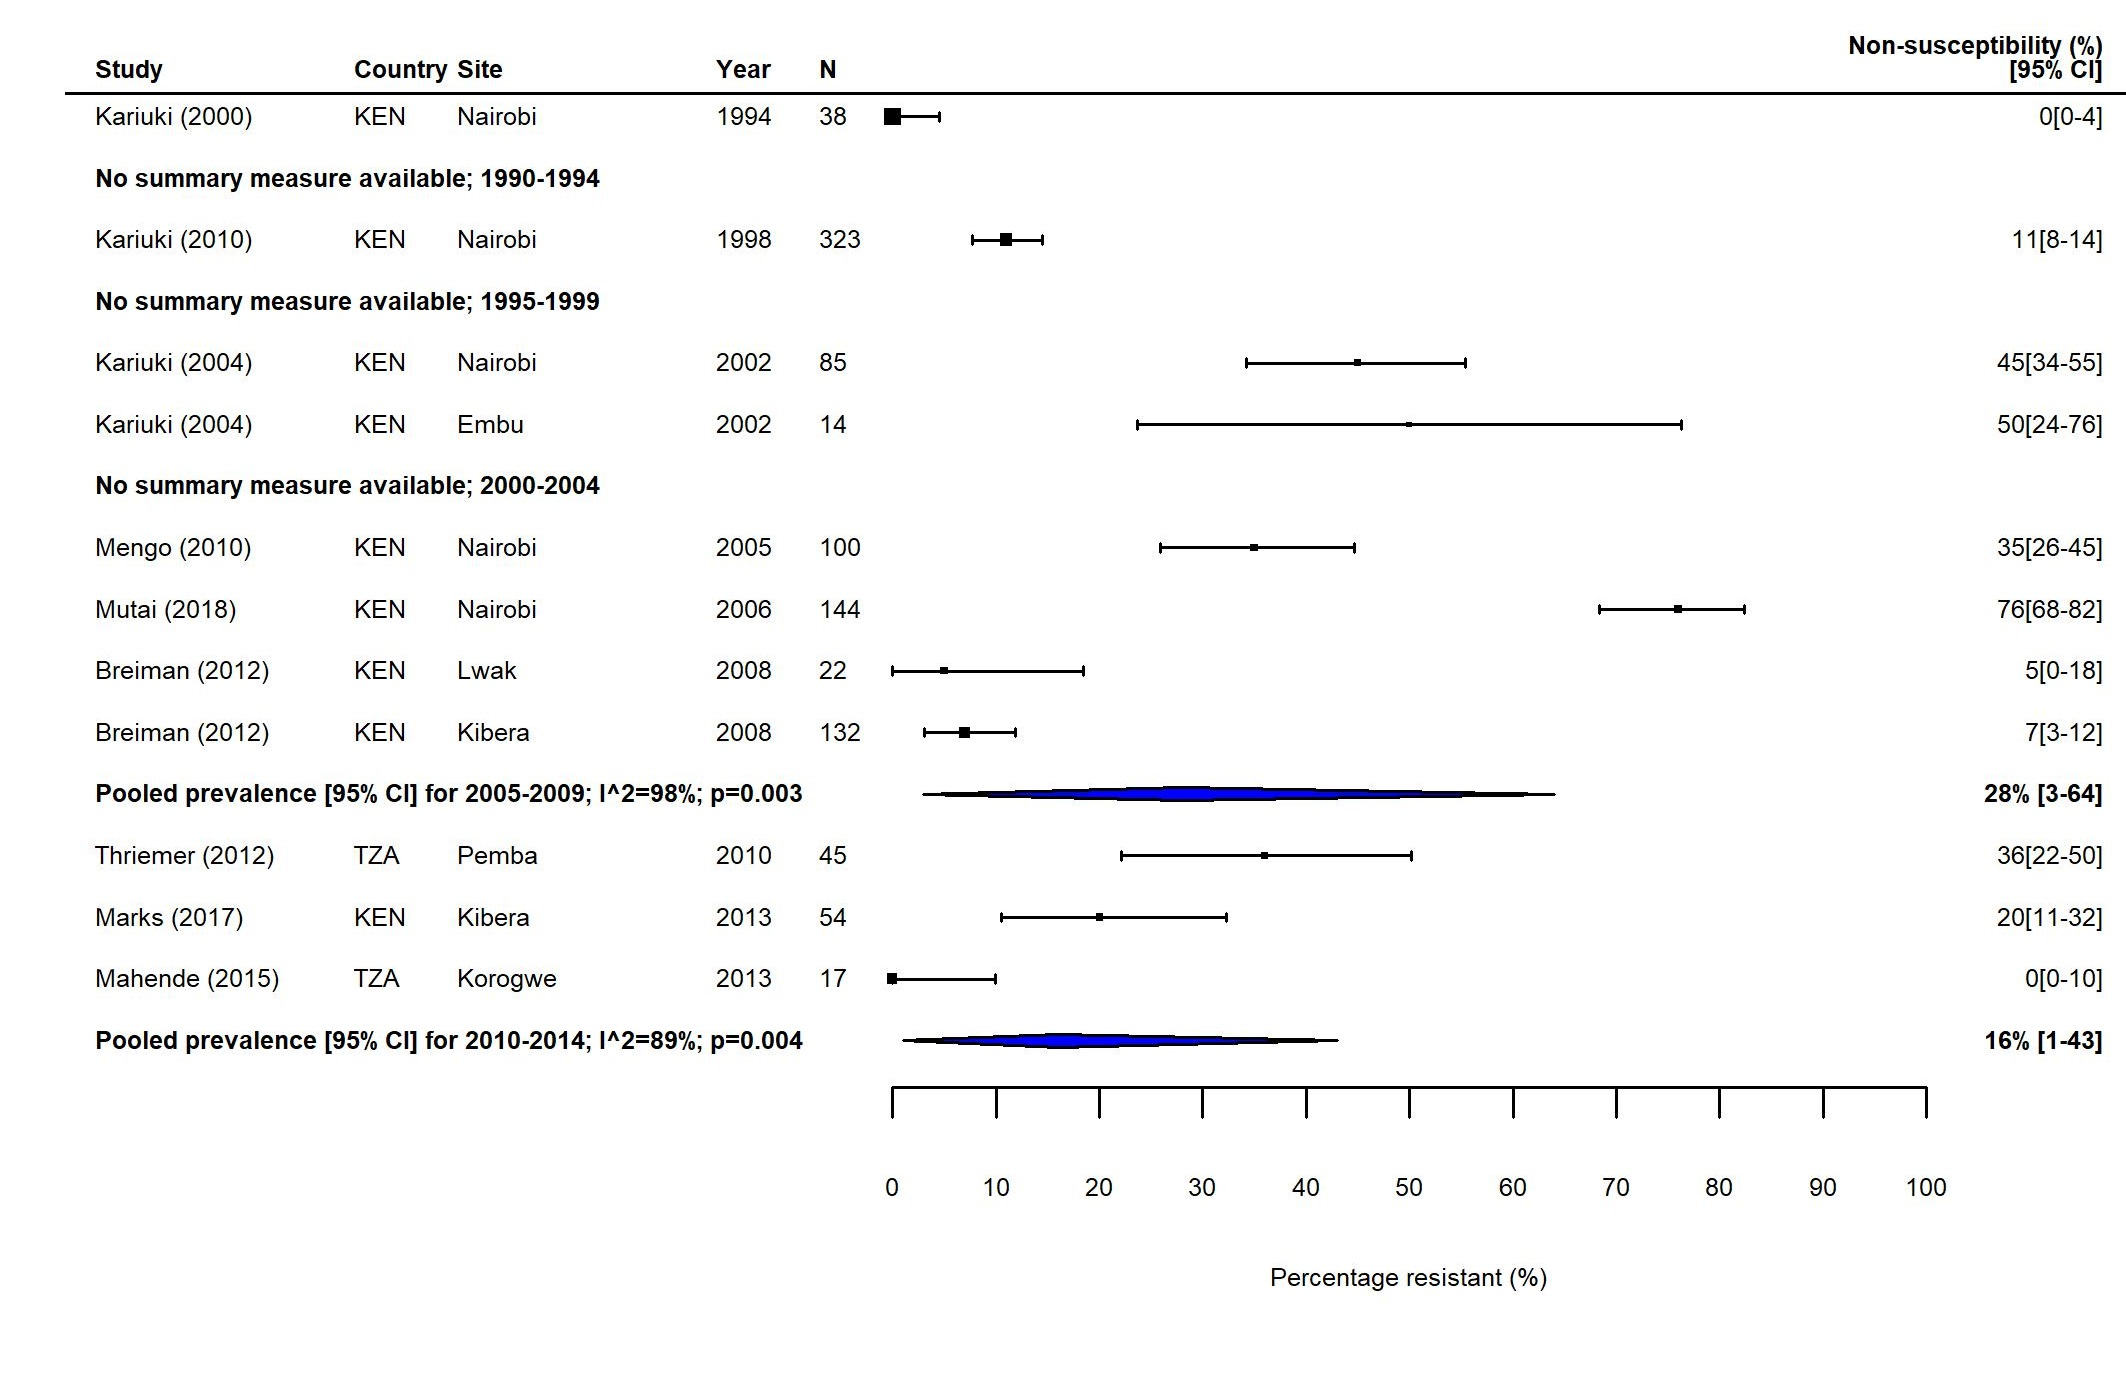 Non-susceptibility (%)
Study Country Site Year N [95% CI]
Kariuki (2000) KEN Nairobi 1994 38 0[0-4]
No summary measure available; 1990-1994
Kariuki (2010) KEN Nairobi 1998 323 11[8-14]
No summary measure available; 1995-1999
Kariuki (2004) KEN Nairobi 2002 85 45[34-55]
Kariuki (2004) KEN Embu 2002 14 50[24-76]
No summary measure available; 2000-2004
Mengo (2010) KEN Nairobi 2005 100 35[26-45]
Mutai (2018) KEN Nairobi 2006 144 76[68-82]
Breiman (2012) KEN Lwak 2008 22 5[0-18]
Breiman (2012) KEN Kibera 2008 132 7[3-12]
Pooled prevalence [95% CI] for 2005-2009; I^2=98%; p=0.003 28% [3-64]
Thriemer (2012) TZA Pemba 2010 45 36[22-50]
Marks (2017) KEN Kibera 2013 54 20[11-32]
Mahende (2015) TZA Korogwe 2013 17 0[0-10]
Pooled prevalence [95% CI] for 2010-2014; I^2=89%; p=0.004 16% [1-43]
0 10 20 30 40 50 60 70 80 90 100
Percentage resistant (%)